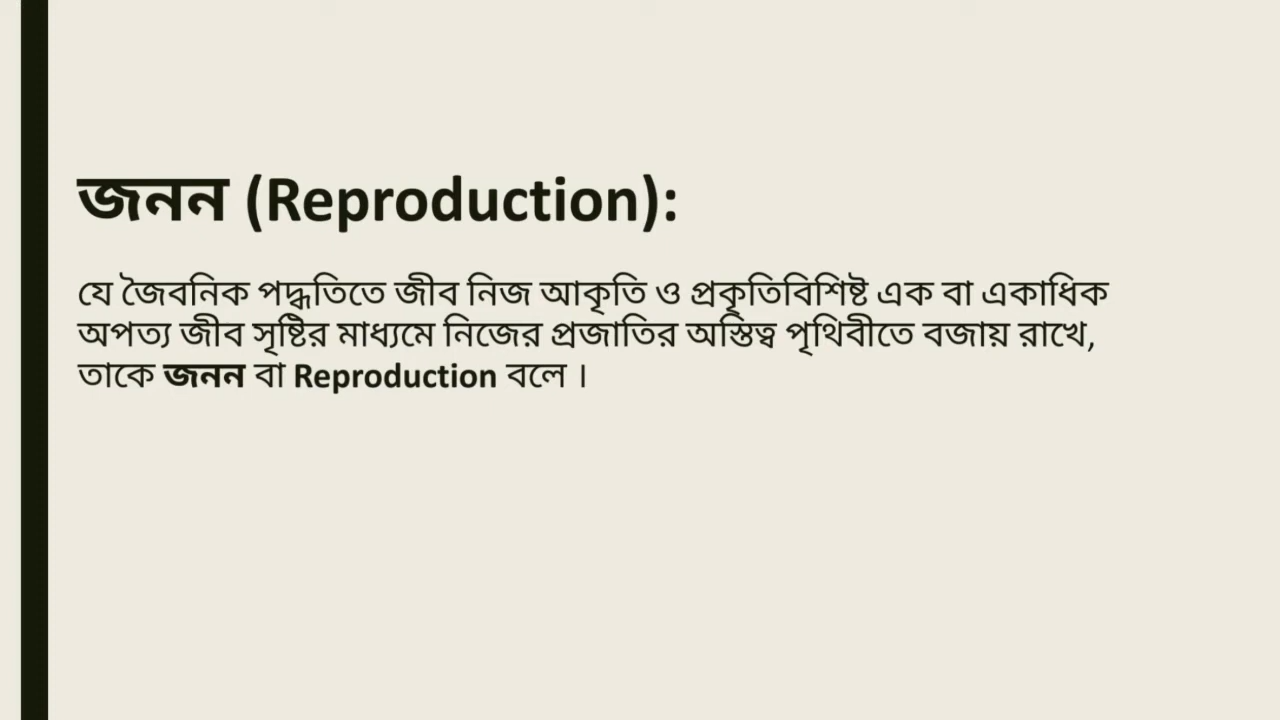 জনন (Reproduction):
যে জৈবনিক পদ্ধতিতে জীব নিজ আকৃতি ও প্রকৃতিবিশিষ্ট এক বা একাধিক
অপত্য জীব সৃষ্টির মাধ্যমে নিজের প্রজাতির অস্তিত্ব পৃথিবীতে বজায় রাখে,
তাকে জনন বা Reproduction বলে ।